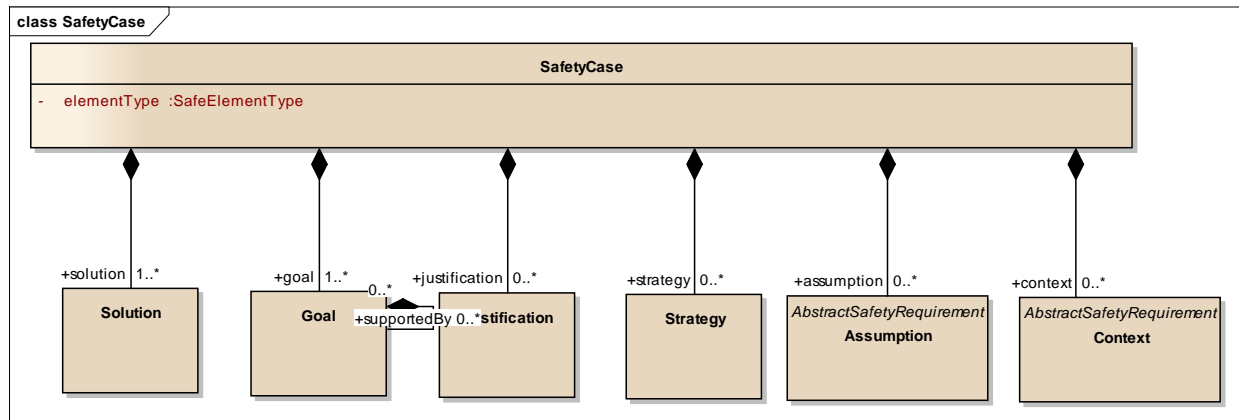 class SafetyCase
SafetyCase
- elementType :SafeElementType
+solution 1..*
+goal 1..*
+justification 0..*
+strategy 0..*
+assumption 0..*
+context 0..*
Solution
Goal
0..*
+supportedBy 0..*
stification
Strategy
AbstractSafetyRequirement
Assumption
AbstractSafetyRequirement
Context